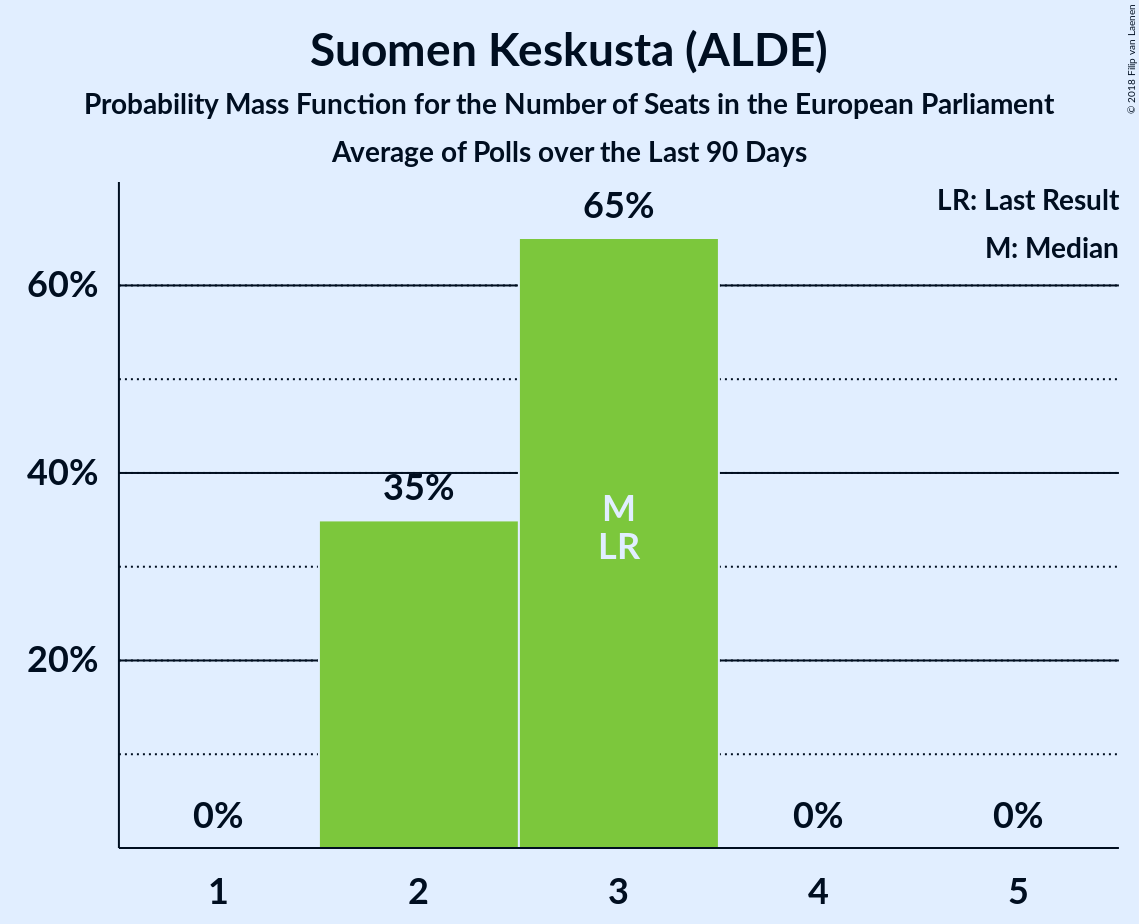 Suomen Keskusta (ALDE)
Probability Mass Function for the Number of Seats in the European Parliament
Average of Polls over the Last 90 Days
© 2018 Filip van Laenen
LR: Last Result
M: Median
65%
60%
40%
35%
M
LR
20%
0%
0%
0%
1
2
3
4
5